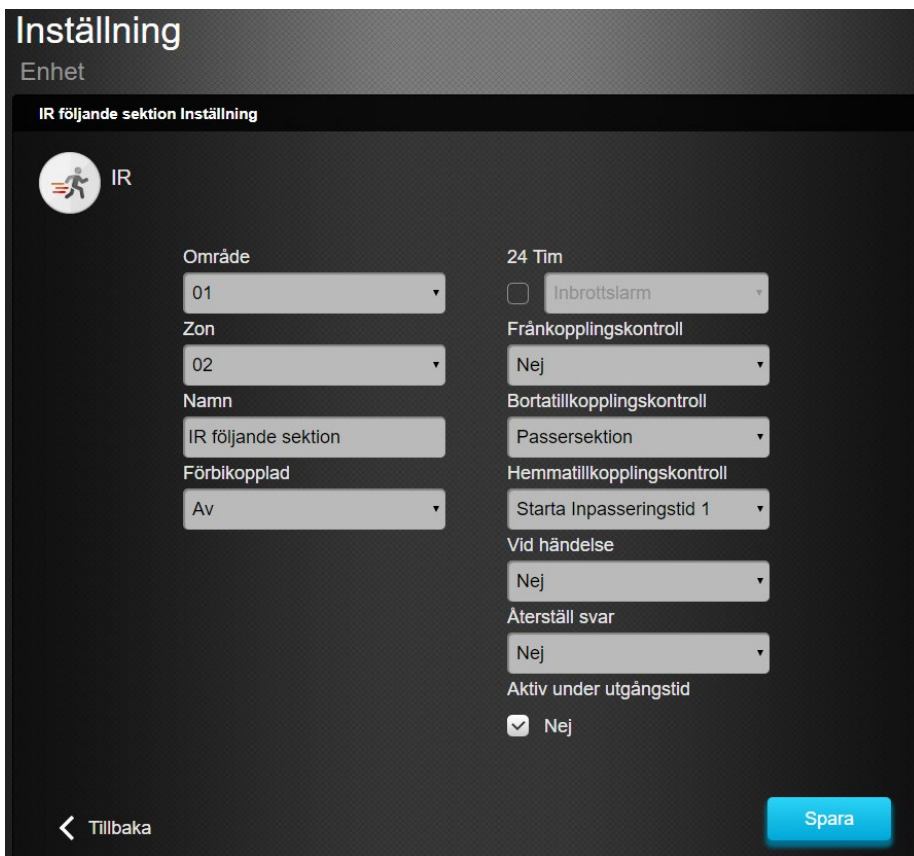 Inställning
Enhet
IR följande sektion Inställning
IR
Område
01
Zon
02
Namn
IR följande sektion
Förbikopplad
Av
24 Tim
Inbrottslarm
Frånkopplingskontroll
Nej
Bortatillkopplingskontroll
Passersektion
Hemmatillkopplingskontroll
Starta Inpasseringstid 1
Vid händelse
Nej
Återställ svar
Nej
Aktiv under utgångstid
Nej
Tillbaka
Spara